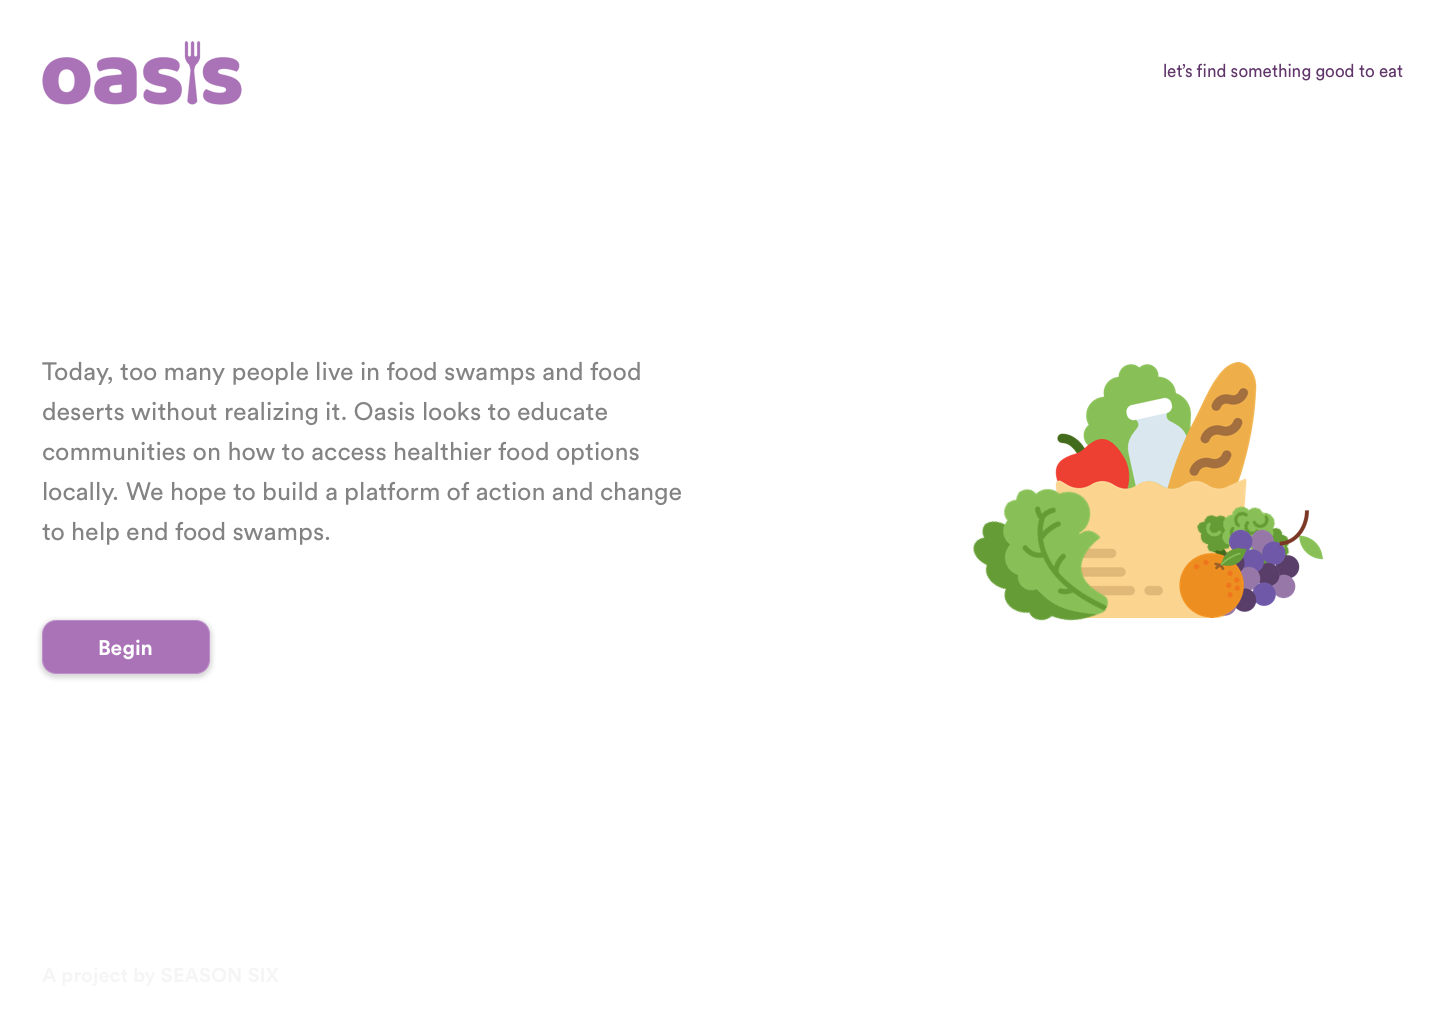 oasis
let's find something good to eat
Today, too many people live in food swamps and food
deserts without realizing it. Oasis looks to educate
communities on how to access healthier food options
locally. We hope to build a platform of action and change
to help end food swamps.
Begin
A project by SEASON SIX